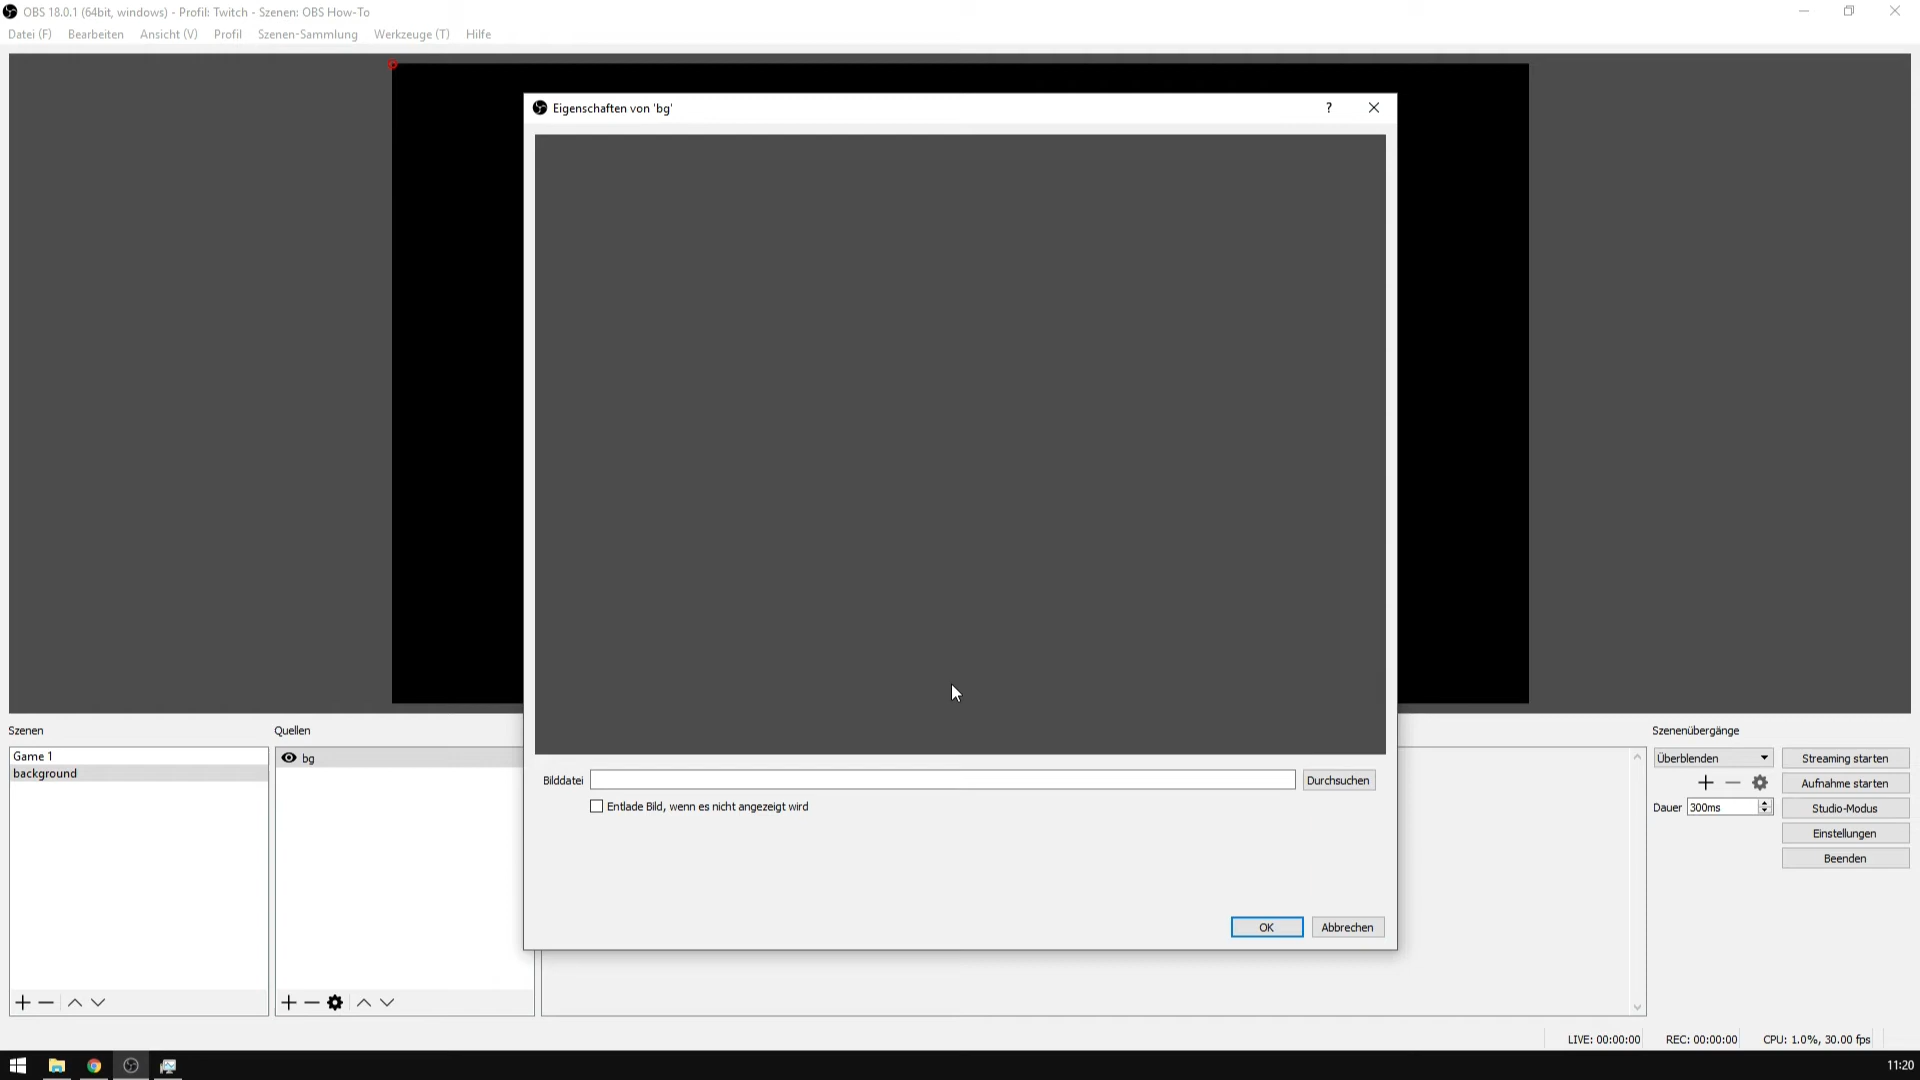 OBS 18.0.1 (64bit, windows) - Profil: Twitch - Szenen: OBS How-To
Datei (F) Bearbeiten Ansicht (V) Profil Szenen-Sammlung Werkzeuge (T) Hilfe
Eigenschaften von 'bg'
?
Bilddatei Durchsuchen
Entlade Bild, wenn es nicht angezeigt wird
OK Abbrechen
Szenen
Game 1
background
Quellen
bg
Szenenübergänge
Überblenden
Dauer 300ms
Streaming starten
Aufnahme starten
Studio-Modus
Einstellungen
Beenden
LIVE: 00:00:00 REC: 00:00:00 CPU: 1.0%, 30.00 fps
11:20